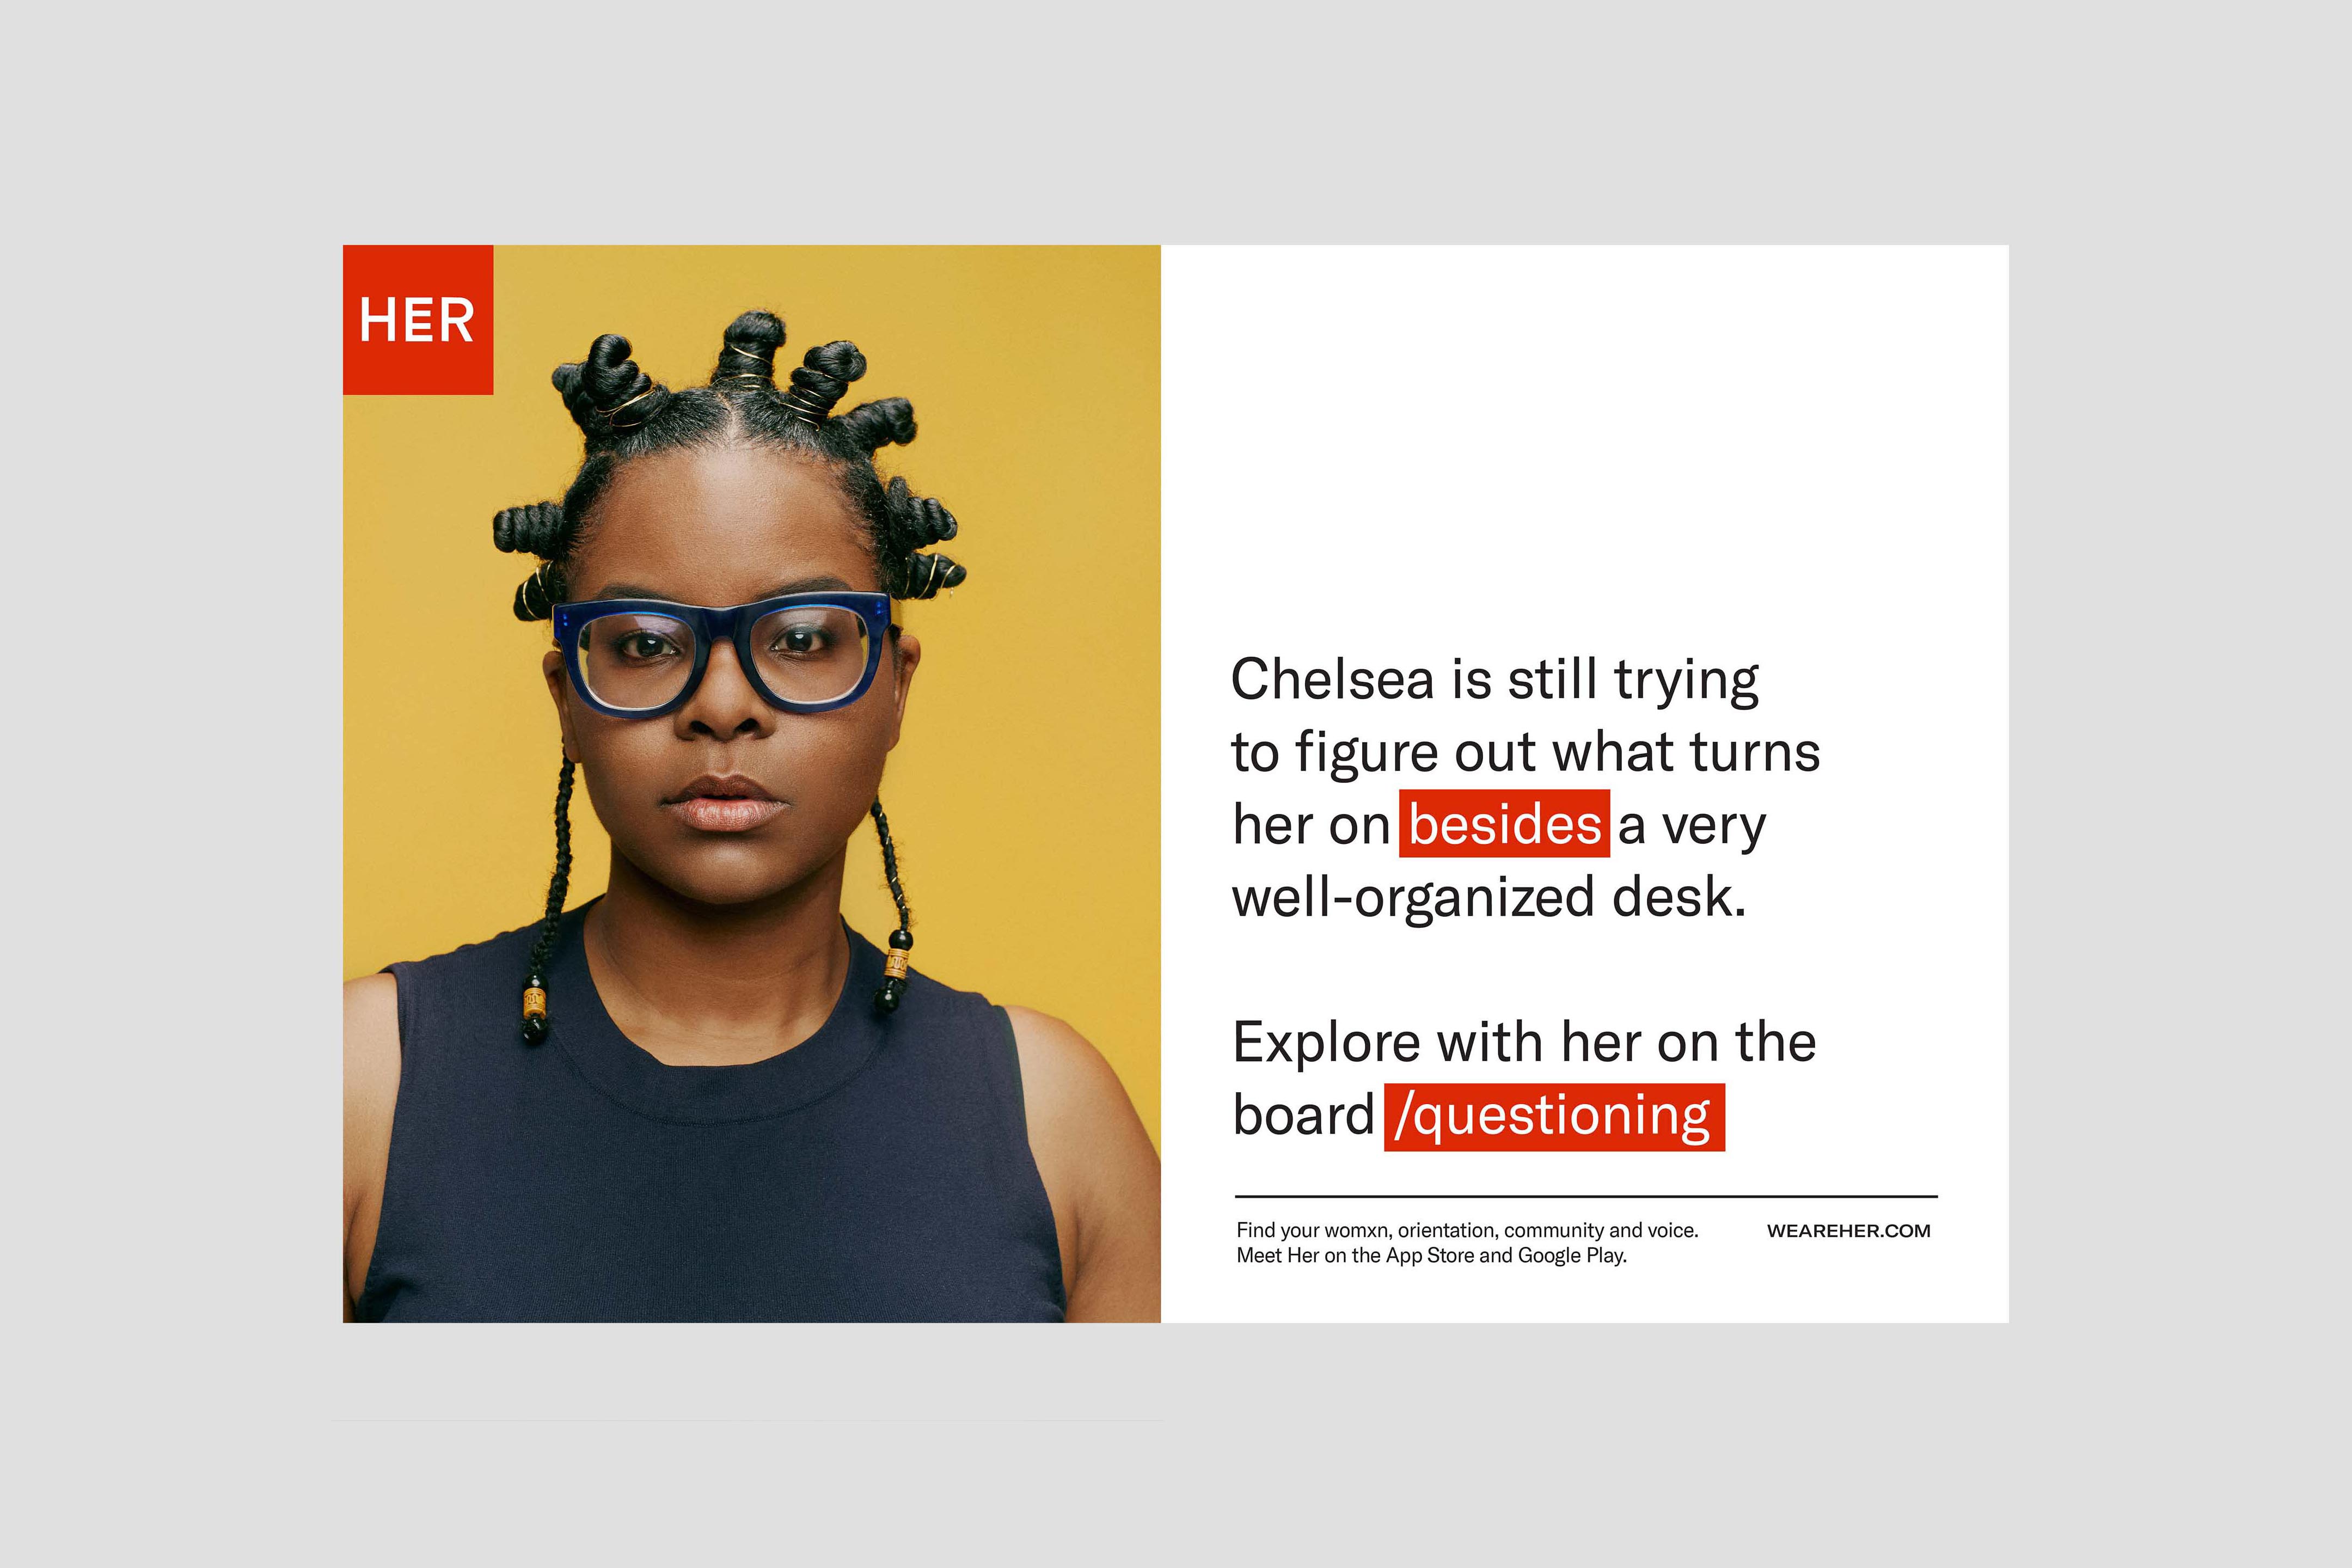 HER
Chelsea is still trying
to figure out what turns
her on besides a very
well-organized desk.
Explore with her on the
board /questioning
Find your womxn, orientation, community and voice.
Meet Her on the App Store and Google Play.
WEAREHER.COM